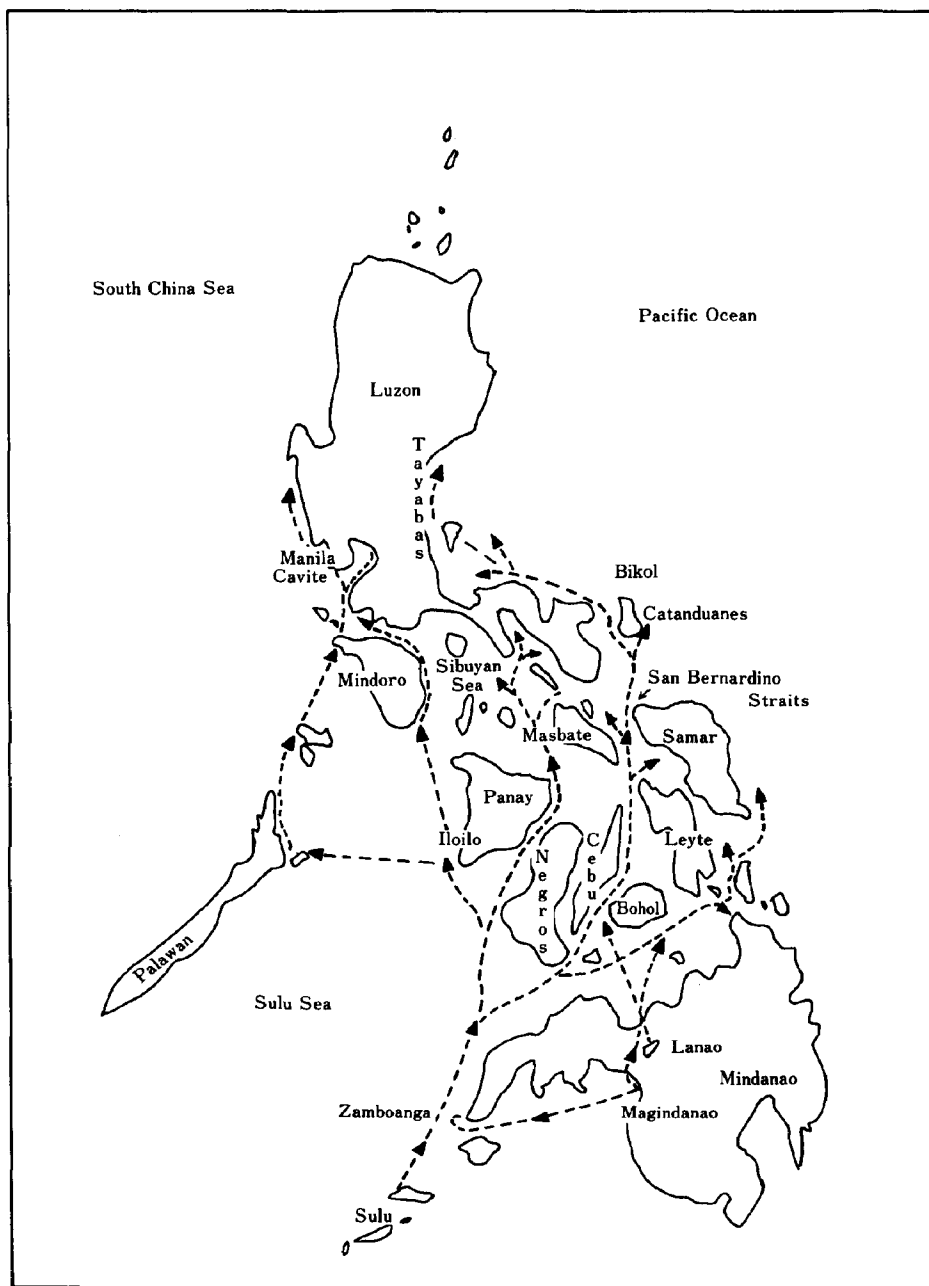 South China Sea
Pacific Ocean
Luzon
Tayabas
Manila
Cavite
Bikol
Catanduanes
Sibuyan
Sea
San Bernardino
Straits
Mindoro
Masbate
Samar
Panay
Iloilo
Cebu
Leyte
Negros
Bohol
Palawan
Sulu Sea
Lanao
Mindanao
Zamboanga
Magindanao
Sulu